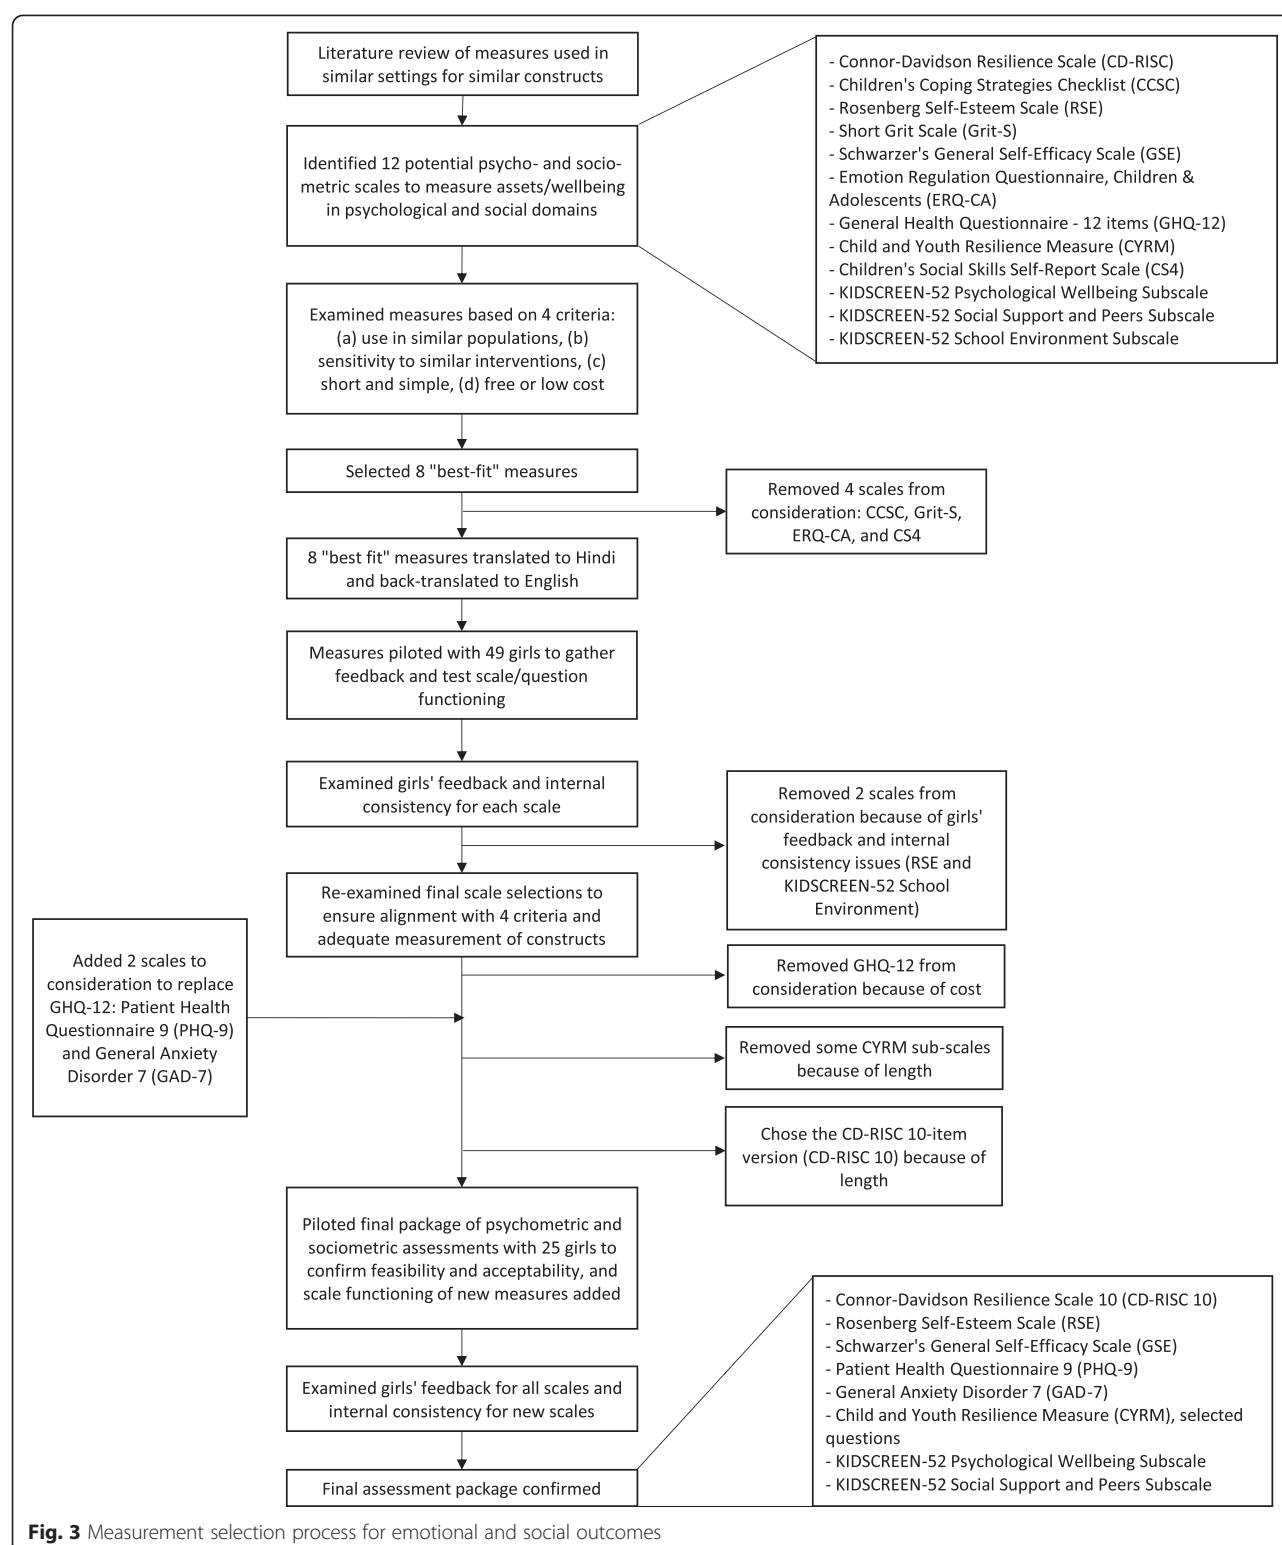 Literature review of measures used in
similar settings for similar constructs
Identified 12 potential psycho- and socio-
metric scales to measure assets/wellbeing
in psychological and social domains
- Connor-Davidson Resilience Scale (CD-RISC)
- Children's Coping Strategies Checklist (CCSC)
- Rosenberg Self-Esteem Scale (RSE)
- Short Grit Scale (Grit-S)
- Schwarzer's General Self-Efficacy Scale (GSE)
- Emotion Regulation Questionnaire, Children &
Adolescents (ERQ-CA)
- General Health Questionnaire - 12 items (GHQ-12)
- Child and Youth Resilience Measure (CYRM)
- Children's Social Skills Self-Report Scale (CS4)
- KIDSCREEN-52 Psychological Wellbeing Subscale
- KIDSCREEN-52 Social Support and Peers Subscale
- KIDSCREEN-52 School Environment Subscale
Examined measures based on 4 criteria:
(a) use in similar populations, (b)
sensitivity to similar interventions, (c)
short and simple, (d) free or low cost
Selected 8 "best-fit" measures
Removed 4 scales from
consideration: CCSC, Grit-S,
ERQ-CA, and CS4
8 "best fit" measures translated to Hindi
and back-translated to English
Measures piloted with 49 girls to gather
feedback and test scale/question
functioning
Examined girls' feedback and internal
consistency for each scale
Removed 2 scales from
consideration because of girls'
feedback and internal
consistency issues (RSE and
KIDSCREEN-52 School
Environment)
Re-examined final scale selections to
ensure alignment with 4 criteria and
adequate measurement of constructs
Added 2 scales to
consideration to replace
GHQ-12: Patient Health
Questionnaire 9 (PHQ-9)
and General Anxiety
Disorder 7 (GAD-7)
Removed GHQ-12 from
consideration because of cost
Removed some CYRM sub-scales
because of length
Chose the CD-RISC 10-item
version (CD-RISC 10) because of
length
Piloted final package of psychometric and
sociometric assessments with 25 girls to
confirm feasibility and acceptability, and
scale functioning of new measures added
Examined girls' feedback for all scales and
internal consistency for new scales
Final assessment package confirmed
- Connor-Davidson Resilience Scale 10 (CD-RISC 10)
- Rosenberg Self-Esteem Scale (RSE)
- Schwarzer's General Self-Efficacy Scale (GSE)
- Patient Health Questionnaire 9 (PHQ-9)
- General Anxiety Disorder 7 (GAD-7)
- Child and Youth Resilience Measure (CYRM), selected
questions
- KIDSCREEN-52 Psychological Wellbeing Subscale
- KIDSCREEN-52 Social Support and Peers Subscale
Fig. 3 Measurement selection process for emotional and social outcomes